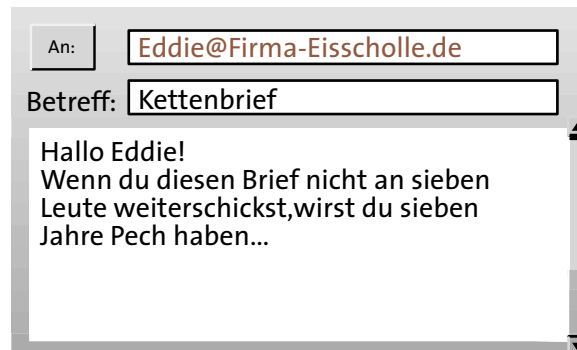 An: Eddie@Firma-Eisscholle.de
Betreff: Kettenbrief
Hallo Eddie!
Wenn du diesen Brief nicht an sieben
Leute weiterschickst,wirst du sieben
Jahre Pech haben...